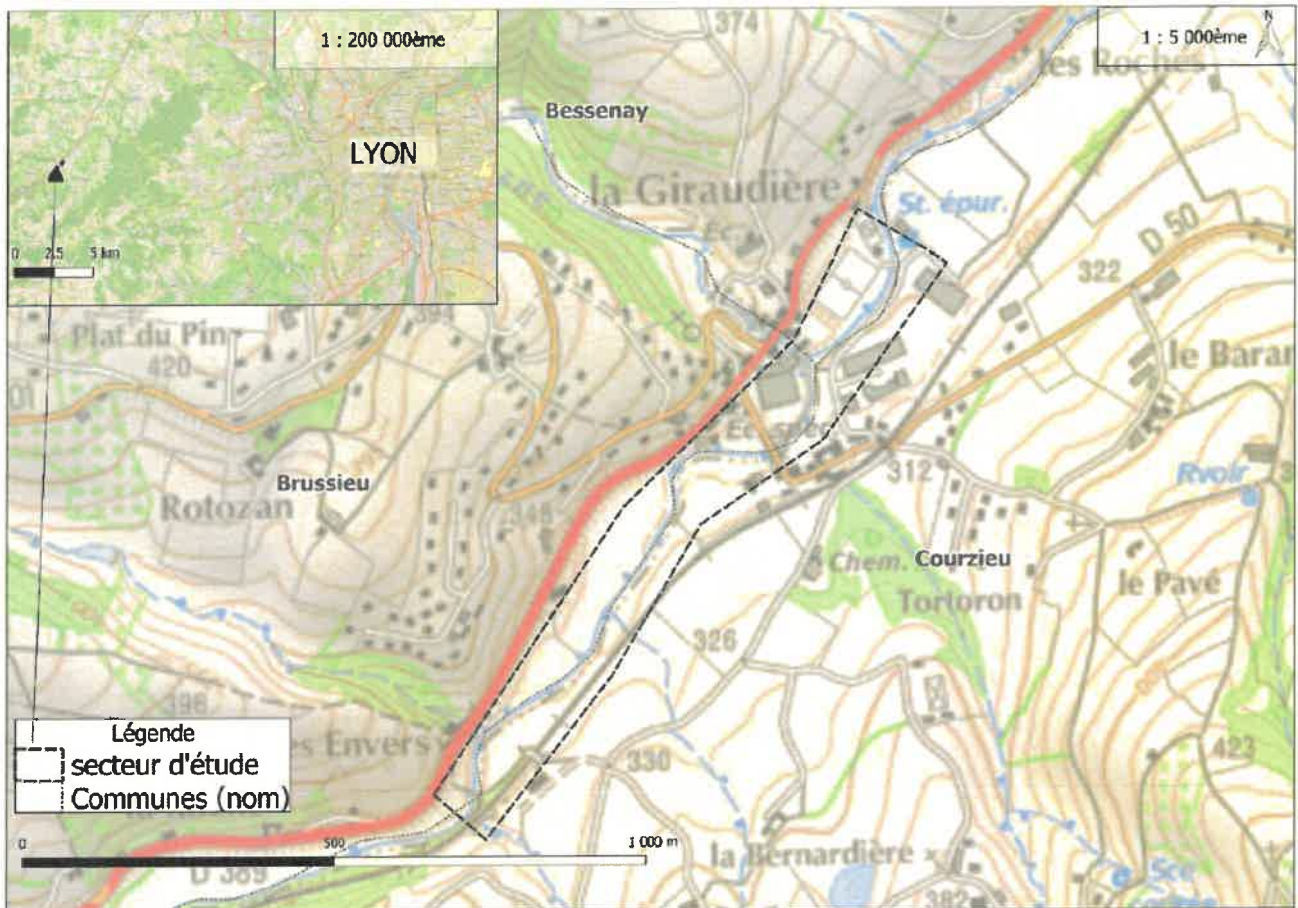 1 : 200 000ème
LYON
0 2.5 5 km
374
1 : 5 000ème
N
les Roches
Bessenay
la Giraudière
St. épur.
D 50
322
394
Plat du Pin
420
le Baran
Brussieu
Rotozan
348
312
Rvoir
Chem.
Courzieu
Tortoron
le Pavé
326
398
Légende
secteur d'étude
Communes (nom)
es Envers
330
423
0 500 1 000 m
D 389
la Bernardière
382
Sce